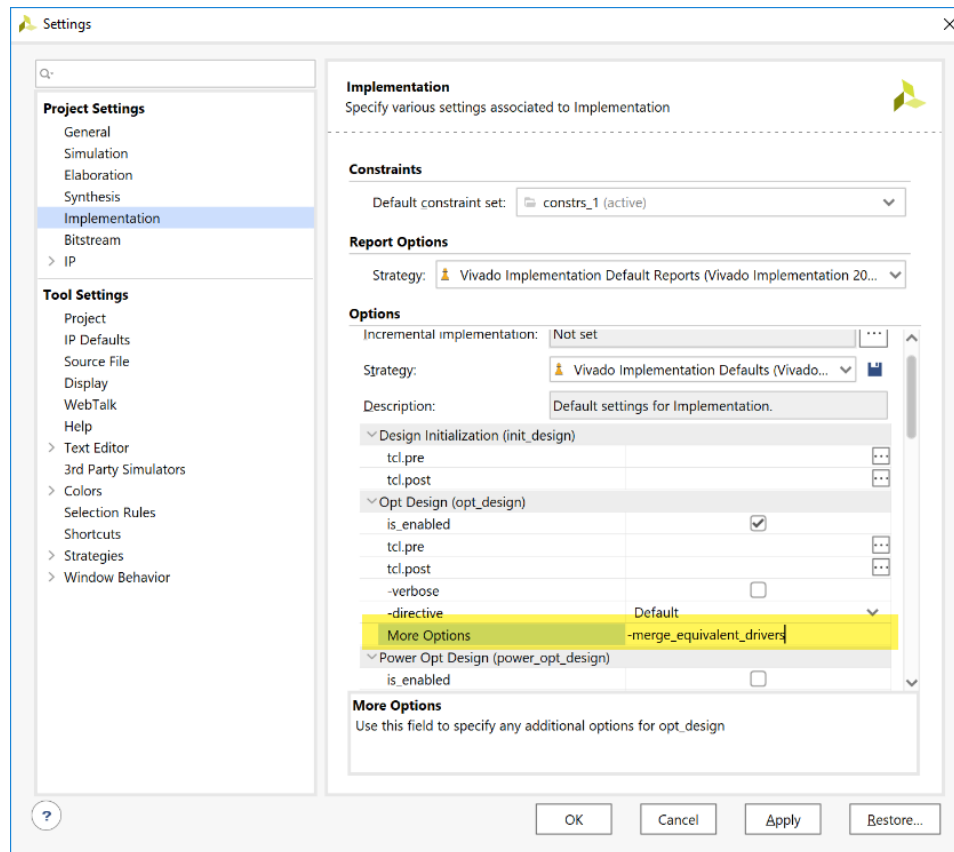 Settings
Project Settings
General
Simulation
Elaboration
Synthesis
Implementation
Bitstream
IP
Tool Settings
Project
IP Defaults
Source File
Display
WebTalk
Help
Text Editor
3rd Party Simulators
Colors
Selection Rules
Shortcuts
Strategies
Window Behavior
Implementation
Specify various settings associated to Implementation
Constraints
Default constraint set: constrs_1 (active)
Report Options
Strategy: Vivado Implementation Default Reports (Vivado Implementation 20...
Options
Incremental implementation: Not set
Strategy: Vivado Implementation Defaults (Vivado...
Description: Default settings for Implementation.
Design Initialization (init_design)
tcl.pre
tcl.post
Opt Design (opt_design)
is_enabled
tcl.pre
tcl.post
-verbose
-directive Default
More Options -merge_equivalent_drivers
Power Opt Design (power_opt_design)
is_enabled
More Options
Use this field to specify any additional options for opt_design
? OK Cancel Apply Restore...